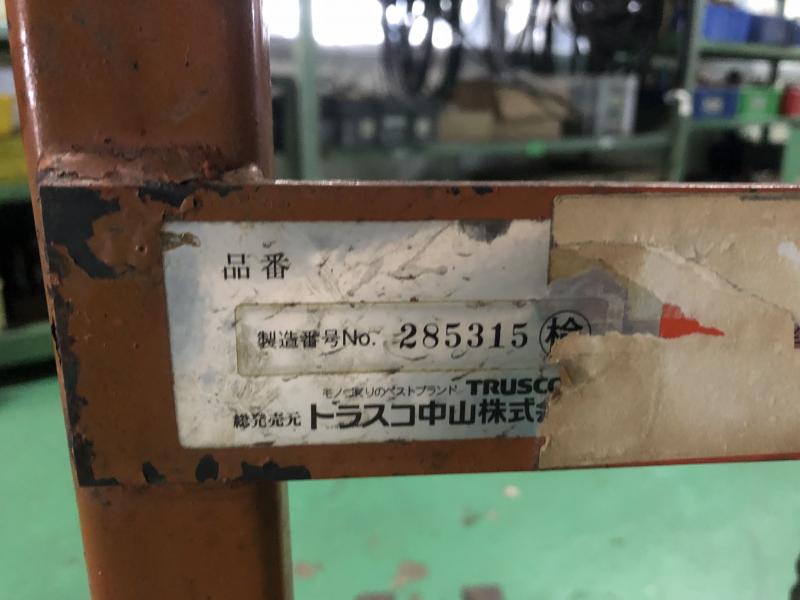 品番
製造番号No. 285315 検
モノづくりのベストブランド TRUSCO
総発売元 トラスコ中山株式会